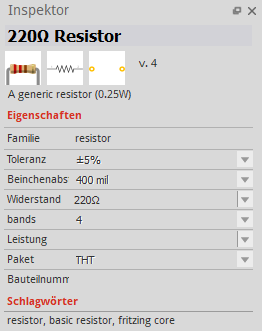 Inspektor
220Ω Resistor
v. 4
A generic resistor (0.25W)
Eigenschaften
Familie resistor
Toleranz ±5%
Beinchenabs 400 mil
Widerstand 220Ω
bands 4
Leistung
Paket THT
Bauteilnumm
Schlagwörter
resistor, basic resistor, fritzing core